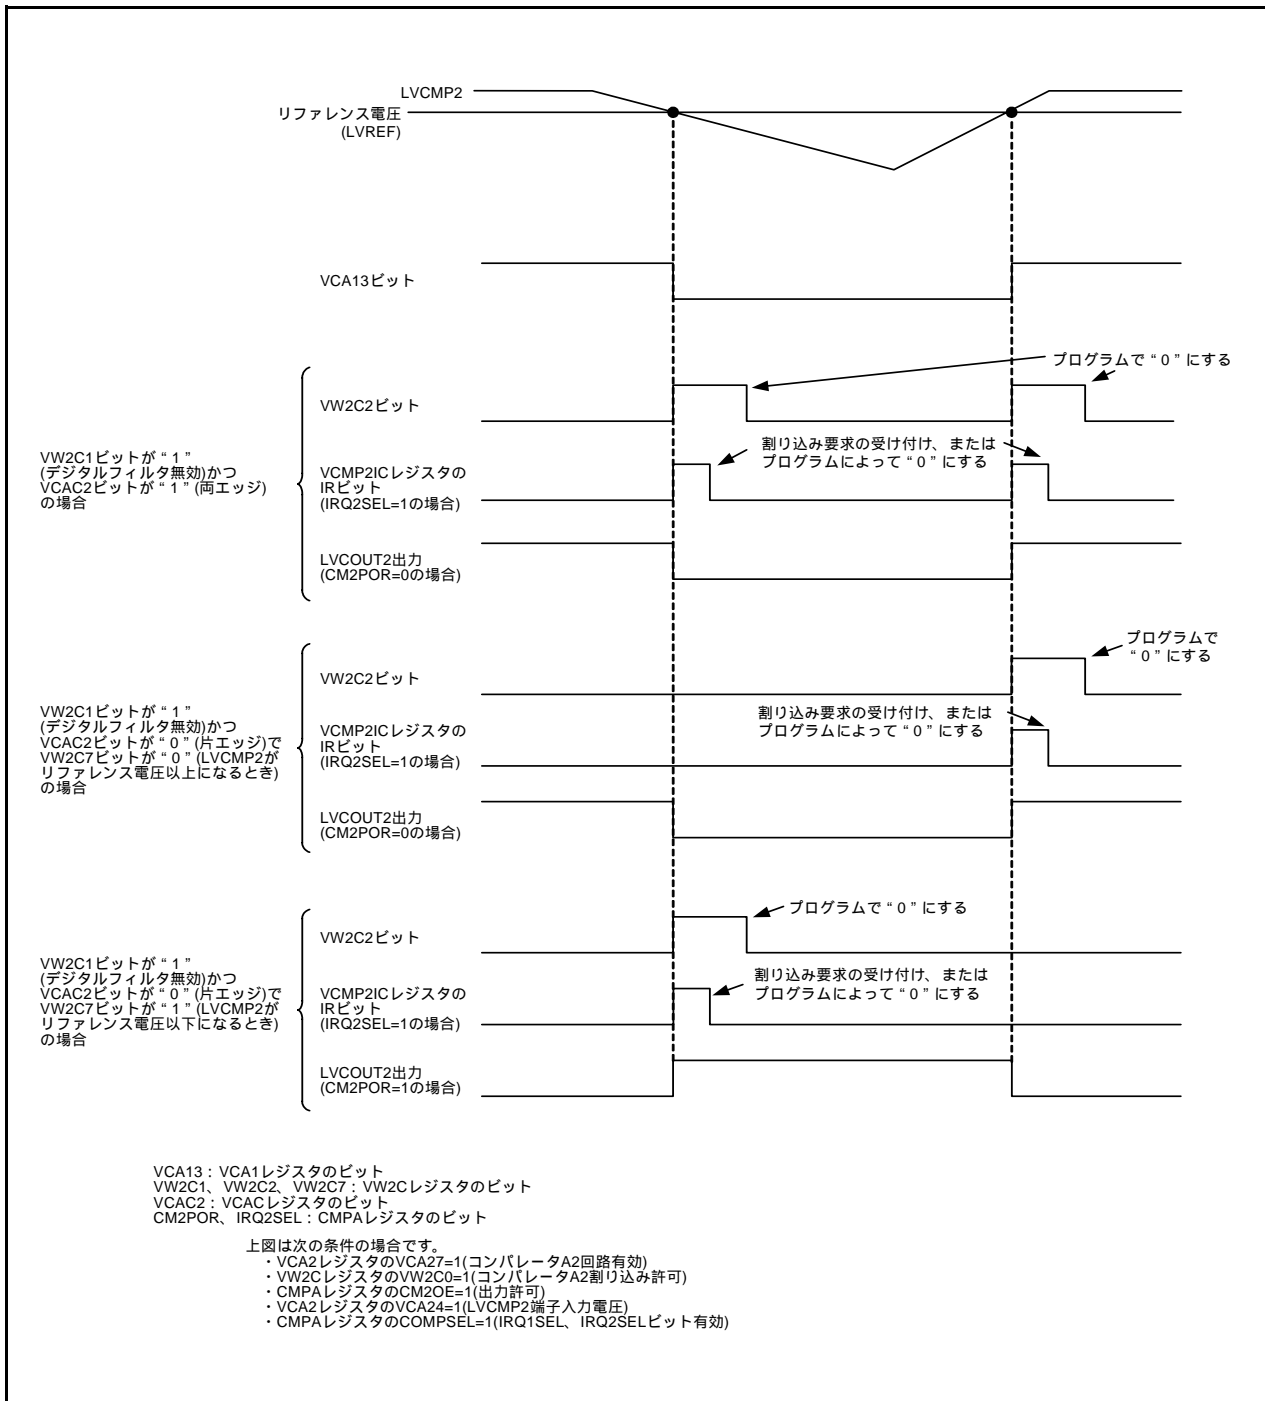 LVCMP2
リファレンス電圧
(LVREF)
VCA13ビット
プログラムで“0”にする
VW2C2ビット
割り込み要求の受け付け、または
プログラムによって“0”にする
VW2C1ビットが“1”
(デジタルフィルタ無効)かつ
VCAC2ビットが“1”(両エッジ)
の場合
VCMP2ICレジスタの
IRビット
(IRQ2SEL=1の場合)
LVCOUT2出力
(CM2POR=0の場合)
プログラムで
“0”にする
VW2C2ビット
割り込み要求の受け付け、または
プログラムによって“0”にする
VW2C1ビットが“1”
(デジタルフィルタ無効)かつ
VCAC2ビットが“0”(片エッジ)で
VW2C7ビットが“0”(LVCMP2が
リファレンス電圧以上になるとき)
の場合
VCMP2ICレジスタの
IRビット
(IRQ2SEL=1の場合)
LVCOUT2出力
(CM2POR=0の場合)
プログラムで“0”にする
VW2C2ビット
割り込み要求の受け付け、または
プログラムによって“0”にする
VW2C1ビットが“1”
(デジタルフィルタ無効)かつ
VCAC2ビットが“0”(片エッジ)で
VW2C7ビットが“1”(LVCMP2が
リファレンス電圧以下になるとき)
の場合
VCMP2ICレジスタの
IRビット
(IRQ2SEL=1の場合)
LVCOUT2出力
(CM2POR=1の場合)
VCA13：VCA1レジスタのビット
VW2C1、VW2C2、VW2C7：VW2Cレジスタのビット
VCAC2：VCACレジスタのビット
CM2POR、IRQ2SEL：CMPAレジスタのビット
上図は次の条件の場合です。
・VCA2レジスタのVCA27=1(コンパレータA2回路有効)
・VW2CレジスタのVW2C0=1(コンパレータA2割り込み許可)
・CMPAレジスタのCM2OE=1(出力許可)
・VCA2レジスタのVCA24=1(LVCMP2端子入力電圧)
・CMPAレジスタのCOMPSEL=1(IRQ1SEL、IRQ2SELビット有効)